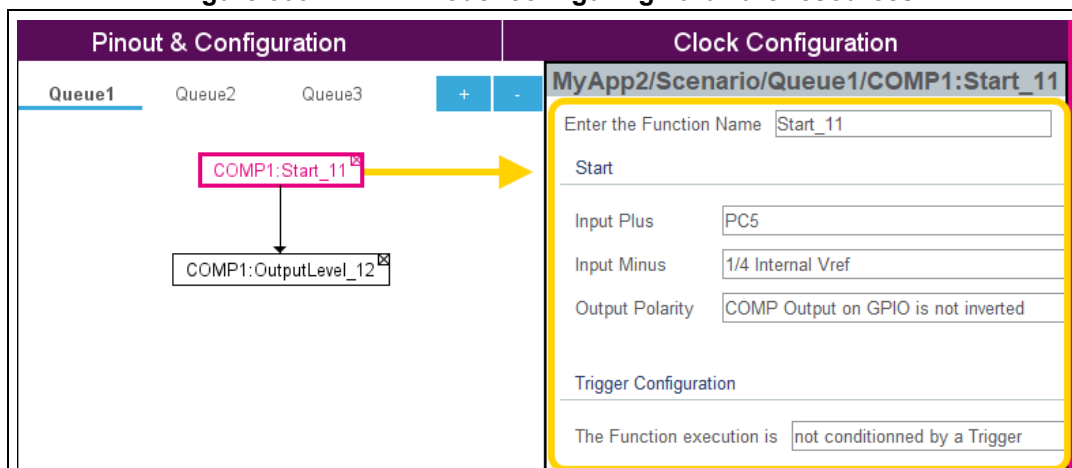 Pinout & Configuration
Clock Configuration
Queue1 Queue2 Queue3 + -
MyApp2/Scenario/Queue1/COMP1:Start_11
Enter the Function Name Start_11
COMP1:Start_11
Start
Input Plus PC5
COMP1:OutputLevel_12
Input Minus 1/4 Internal Vref
Output Polarity COMP Output on GPIO is not inverted
Trigger Configuration
The Function execution is not conditionned by a Trigger